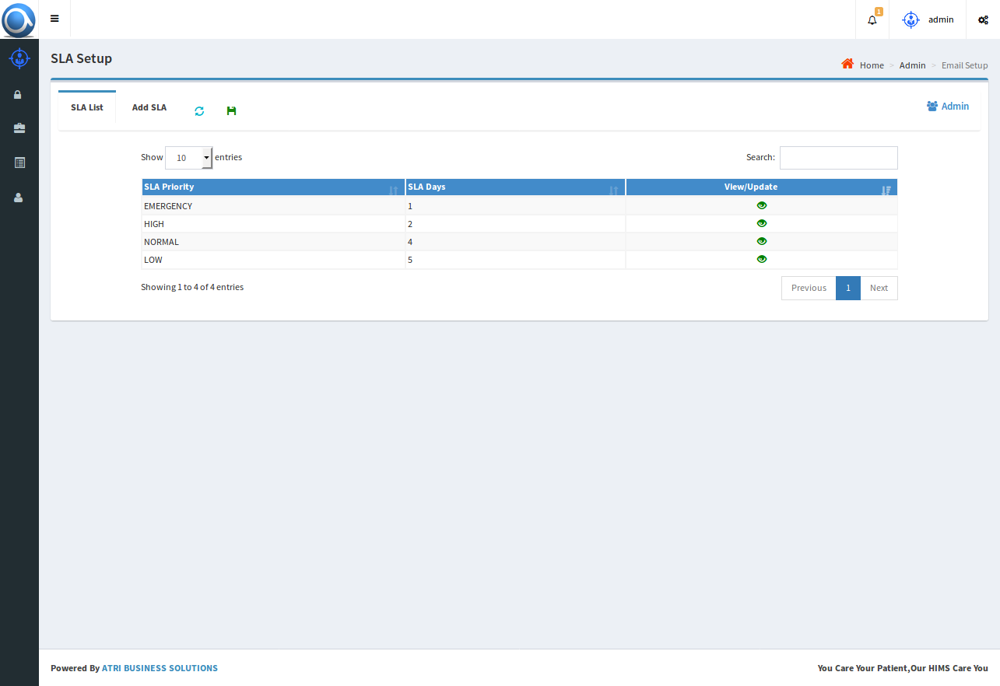 1
admin
SLA Setup
Home > Admin > Email Setup
SLA List
Add SLA
Admin
Show 10 entries
Search:
SLA Priority SLA Days View/Update
EMERGENCY 1
HIGH 2
NORMAL 4
LOW 5
Showing 1 to 4 of 4 entries
Previous 1 Next
Powered By ATRI BUSINESS SOLUTIONS
You Care Your Patient,Our HIMS Care You